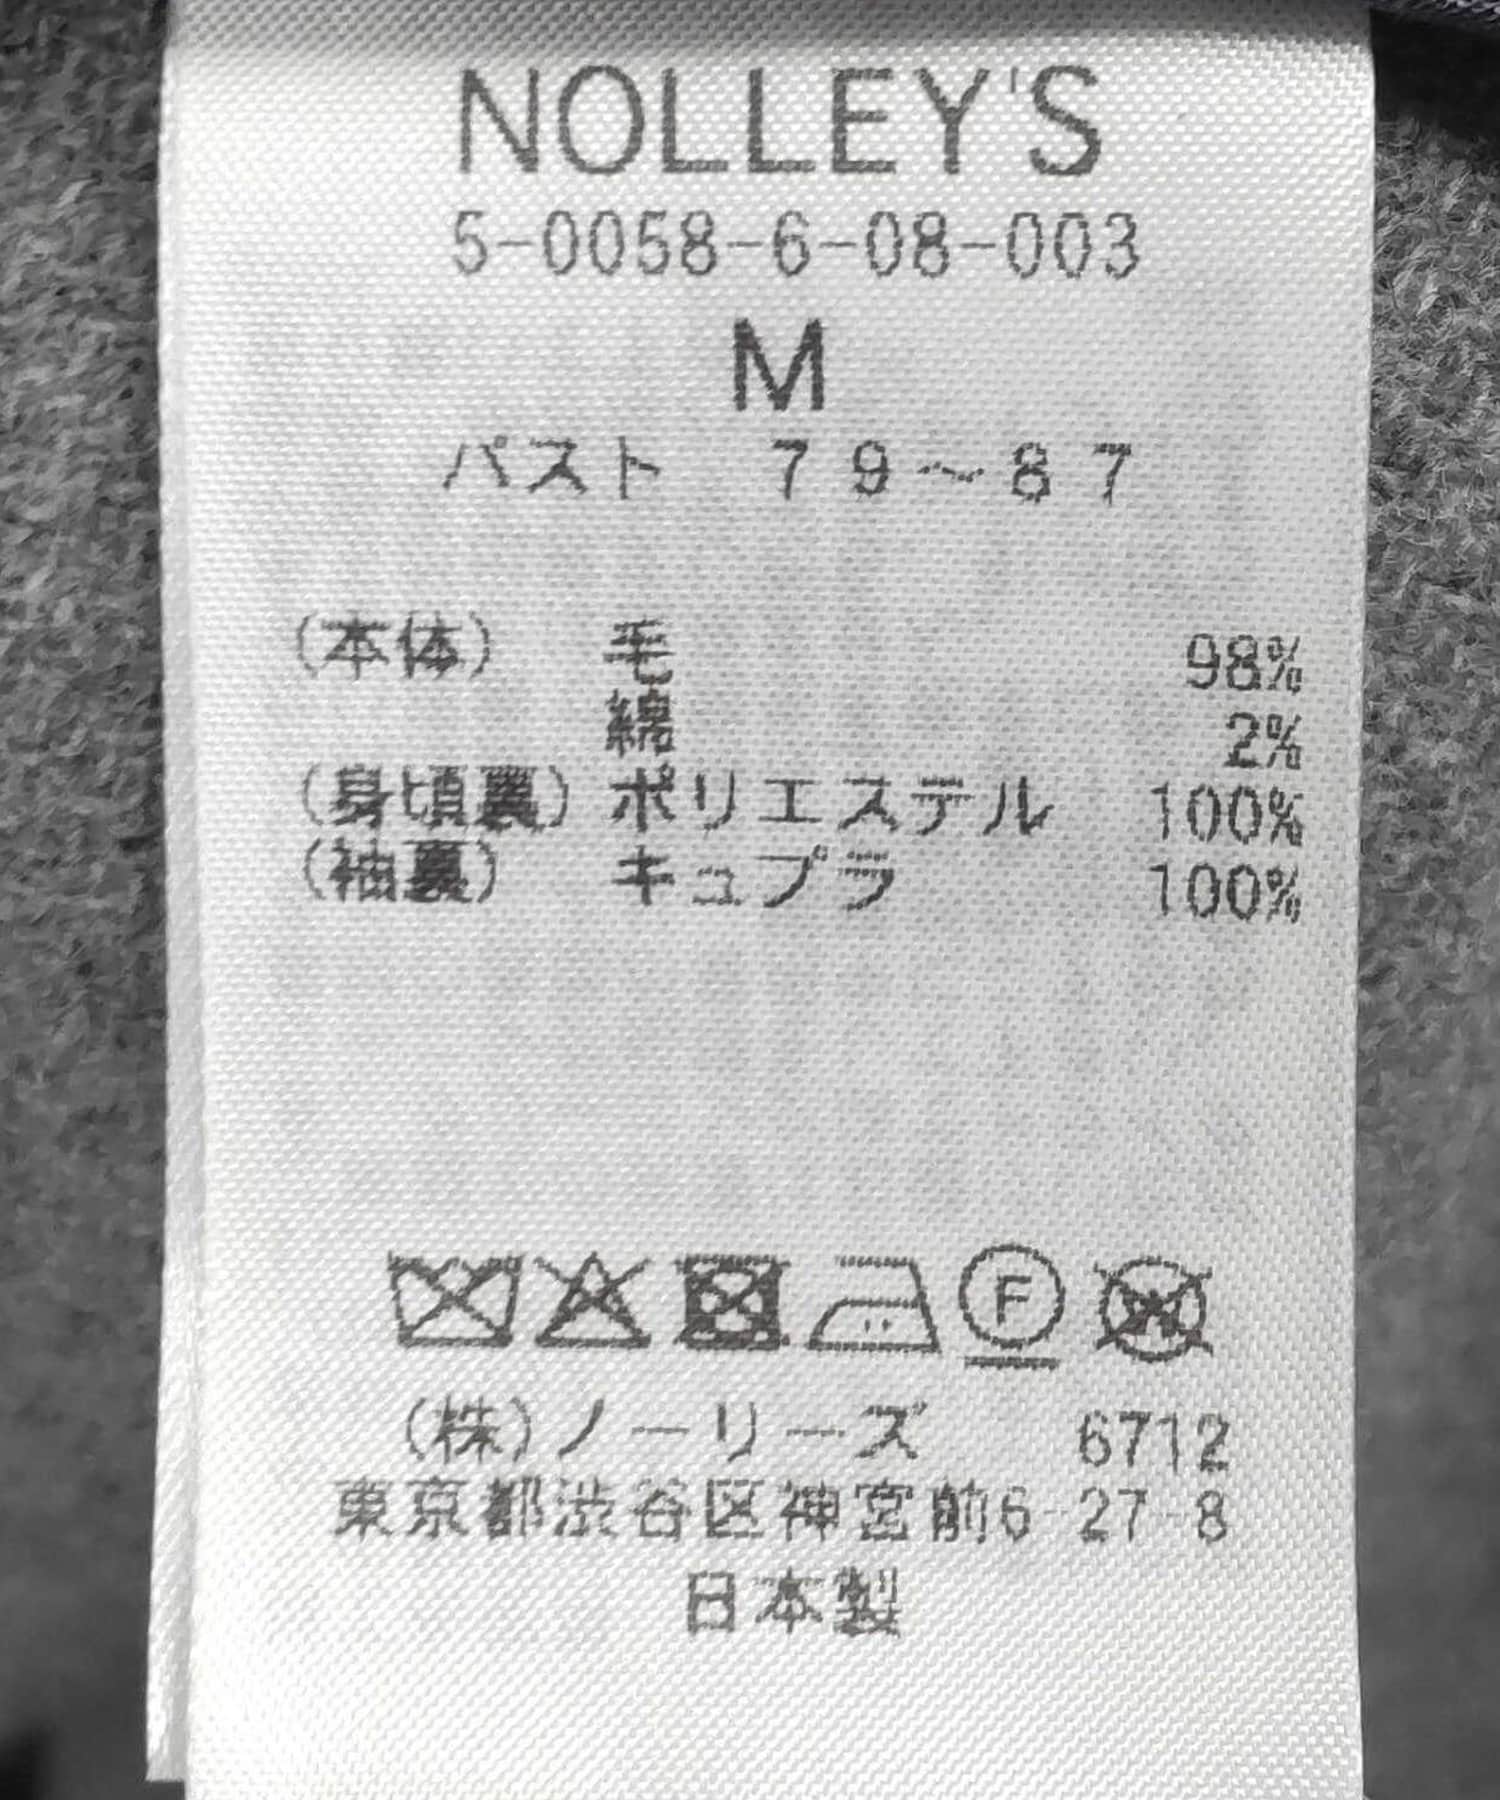 NOLLEY'S
5-0058-6-08-003
M
バスト 79〜87
(本体) 毛 98%
綿 2%
(身頃裏) ポリエステル 100%
(袖裏) キュプラ 100%
F
W
(株)ノーリーズ 6712
東京都渋谷区神宮前6-27-8
日本製